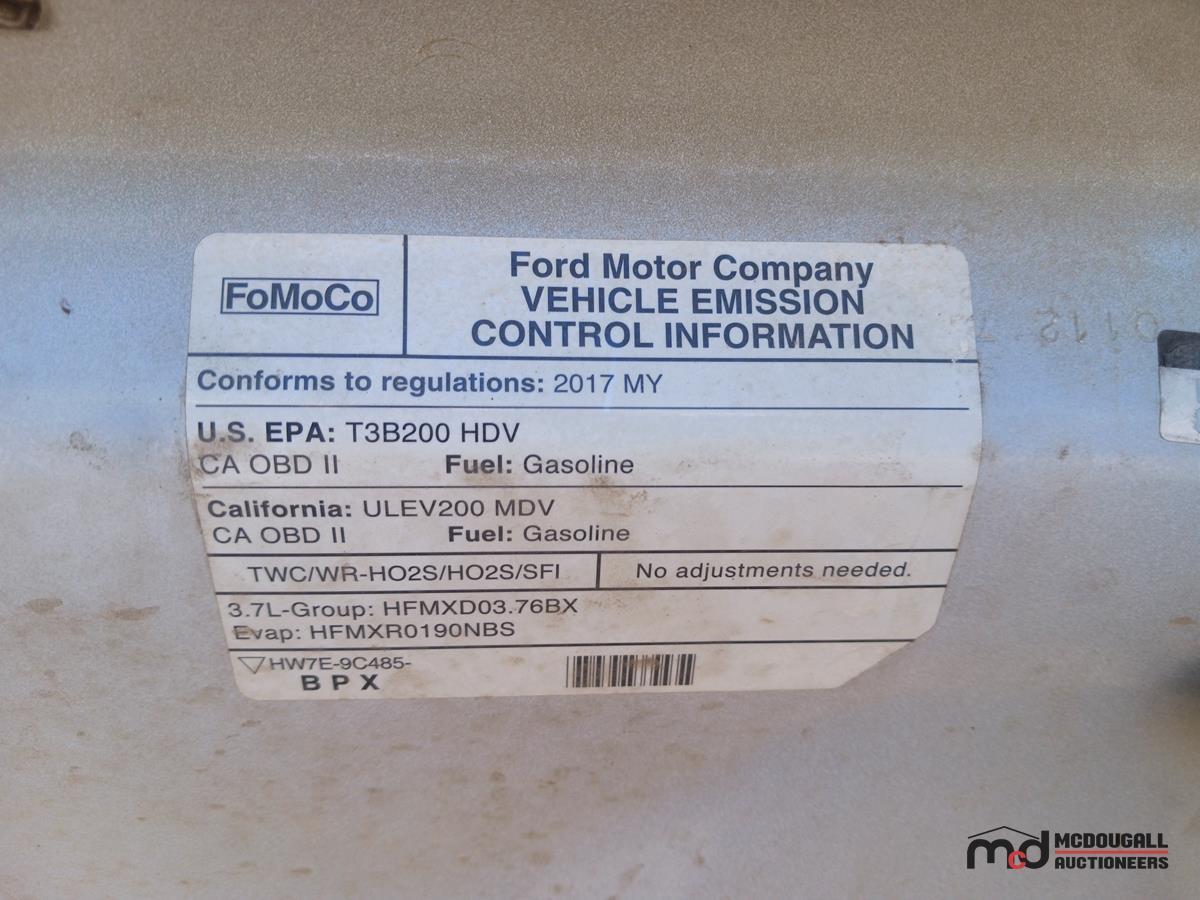 FoMoCo
Ford Motor Company
VEHICLE EMISSION
CONTROL INFORMATION
Conforms to regulations: 2017 MY
U.S. EPA: T3B200 HDV
CA OBD II Fuel: Gasoline
California: ULEV200 MDV
CA OBD II Fuel: Gasoline
TWC/WR-HO2S/HO2S/SFI No adjustments needed.
3.7L-Group: HFMXD03.76BX
Evap: HFMXR0190NBS
HW7E-9C485-
BPX
mcd MCDOUGALL
AUCTIONEERS